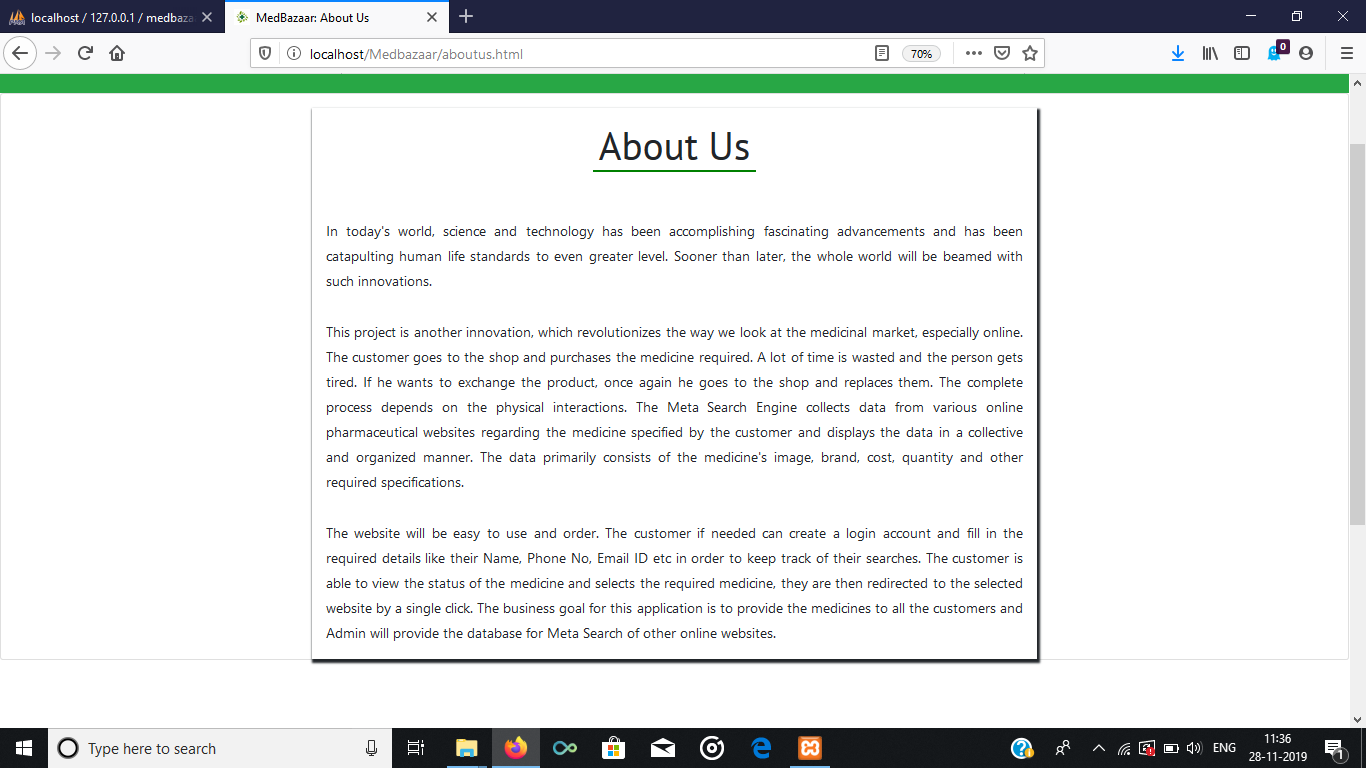 localhost / 127.0.0.1 / medbaza
MedBazaar: About Us
localhost/Medbazaar/aboutus.html
70%
0
About Us
In today's world, science and technology has been accomplishing fascinating advancements and has been
catapulting human life standards to even greater level. Sooner than later, the whole world will be beamed with
such innovations.
This project is another innovation, which revolutionizes the way we look at the medicinal market, especially online.
The customer goes to the shop and purchases the medicine required. A lot of time is wasted and the person gets
tired. If he wants to exchange the product, once again he goes to the shop and replaces them. The complete
process depends on the physical interactions. The Meta Search Engine collects data from various online
pharmaceutical websites regarding the medicine specified by the customer and displays the data in a collective
and organized manner. The data primarily consists of the medicine's image, brand, cost, quantity and other
required specifications.
The website will be easy to use and order. The customer if needed can create a login account and fill in the
required details like their Name, Phone No, Email ID etc in order to keep track of their searches. The customer is
able to view the status of the medicine and selects the required medicine, they are then redirected to the selected
website by a single click. The business goal for this application is to provide the medicines to all the customers and
Admin will provide the database for Meta Search of other online websites.
Type here to search
ENG
11:36
28-11-2019
1